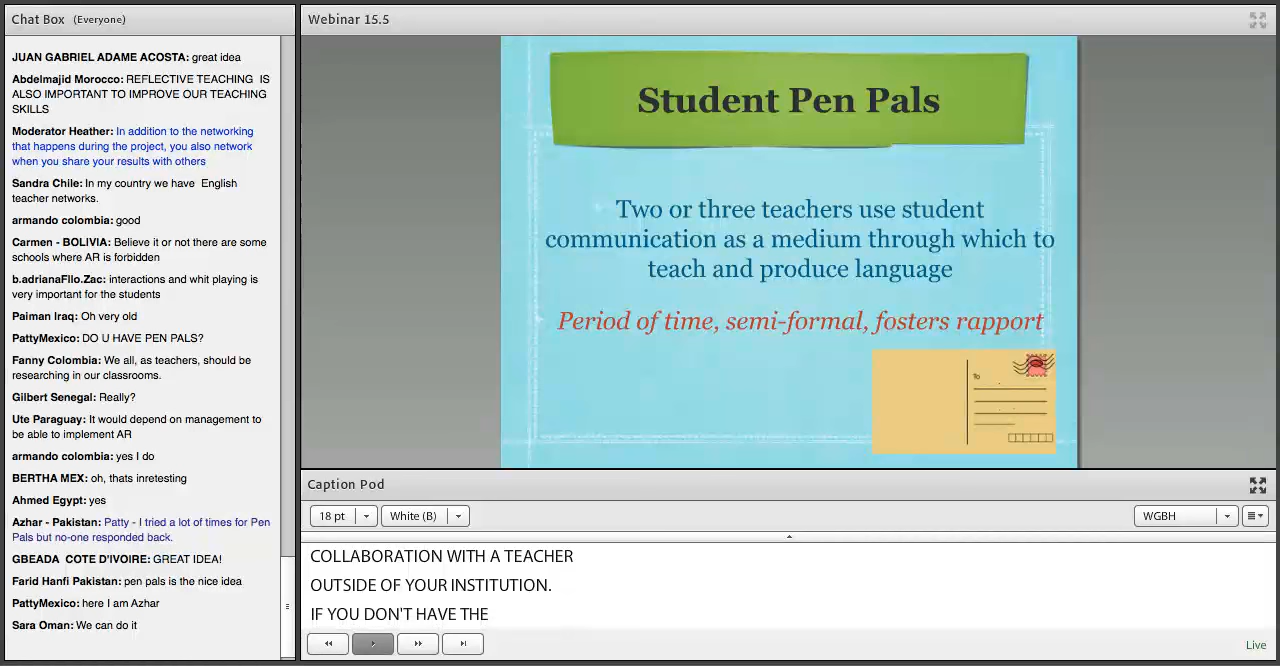 Chat Box (Everyone)
JUAN GABRIEL ADAME ACOSTA: great idea
Abdelmajid Morocco: REFLECTIVE TEACHING IS
ALSO IMPORTANT TO IMPROVE OUR TEACHING
SKILLS
Moderator Heather: In addition to the networking
that happens during the project, you also network
when you share your results with others
Sandra Chile: In my country we have English
teacher networks.
armando colombia: good
Carmen - BOLIVIA: Believe it or not there are some
schools where AR is forbidden
b.adrianaFllo.Zac: interactions and whit playing is
very important for the students
Paiman Iraq: Oh very old
PattyMexico: DO U HAVE PEN PALS?
Fanny Colombia: We all, as teachers, should be
researching in our classrooms.
Gilbert Senegal: Really?
Ute Paraguay: It would depend on management to
be able to implement AR
armando colombia: yes I do
BERTHA MEX: oh, thats inretesting
Ahmed Egypt: yes
Azhar - Pakistan: Patty - I tried a lot of times for Pen
Pals but no-one responded back.
GBEADA COTE D'IVOIRE: GREAT IDEA!
Farid Hanfi Pakistan: pen pals is the nice idea
PattyMexico: here I am Azhar
Sara Oman: We can do it
Webinar 15.5
Student Pen Pals
Two or three teachers use student
communication as a medium through which to
teach and produce language
Period of time, semi-formal, fosters rapport
To
Caption Pod
18 pt White (B) WGBH
COLLABORATION WITH A TEACHER
OUTSIDE OF YOUR INSTITUTION.
IF YOU DON'T HAVE THE
Live